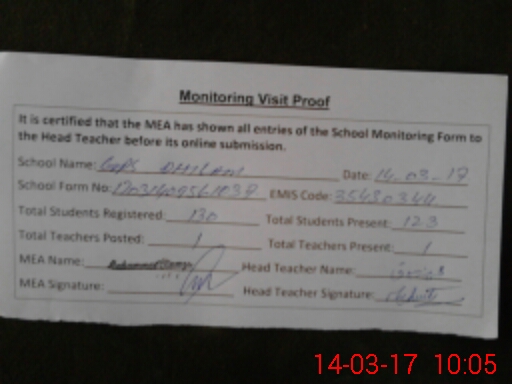 Monitoring Visit Proof
It is certified that the MEA has shown all entries of the School Monitoring Form to
the Head Teacher before its online submission.
School Name: GGPS Date: 14-03-17
School Form No: EMIS Code: 35430344
Total Students Registered: 130 Total Students Present: 123
Total Teachers Posted: 1 Total Teachers Present: 1
MEA Name: Head Teacher Name:
MEA Signature: Head Teacher Signature:
14-03-17 10:05